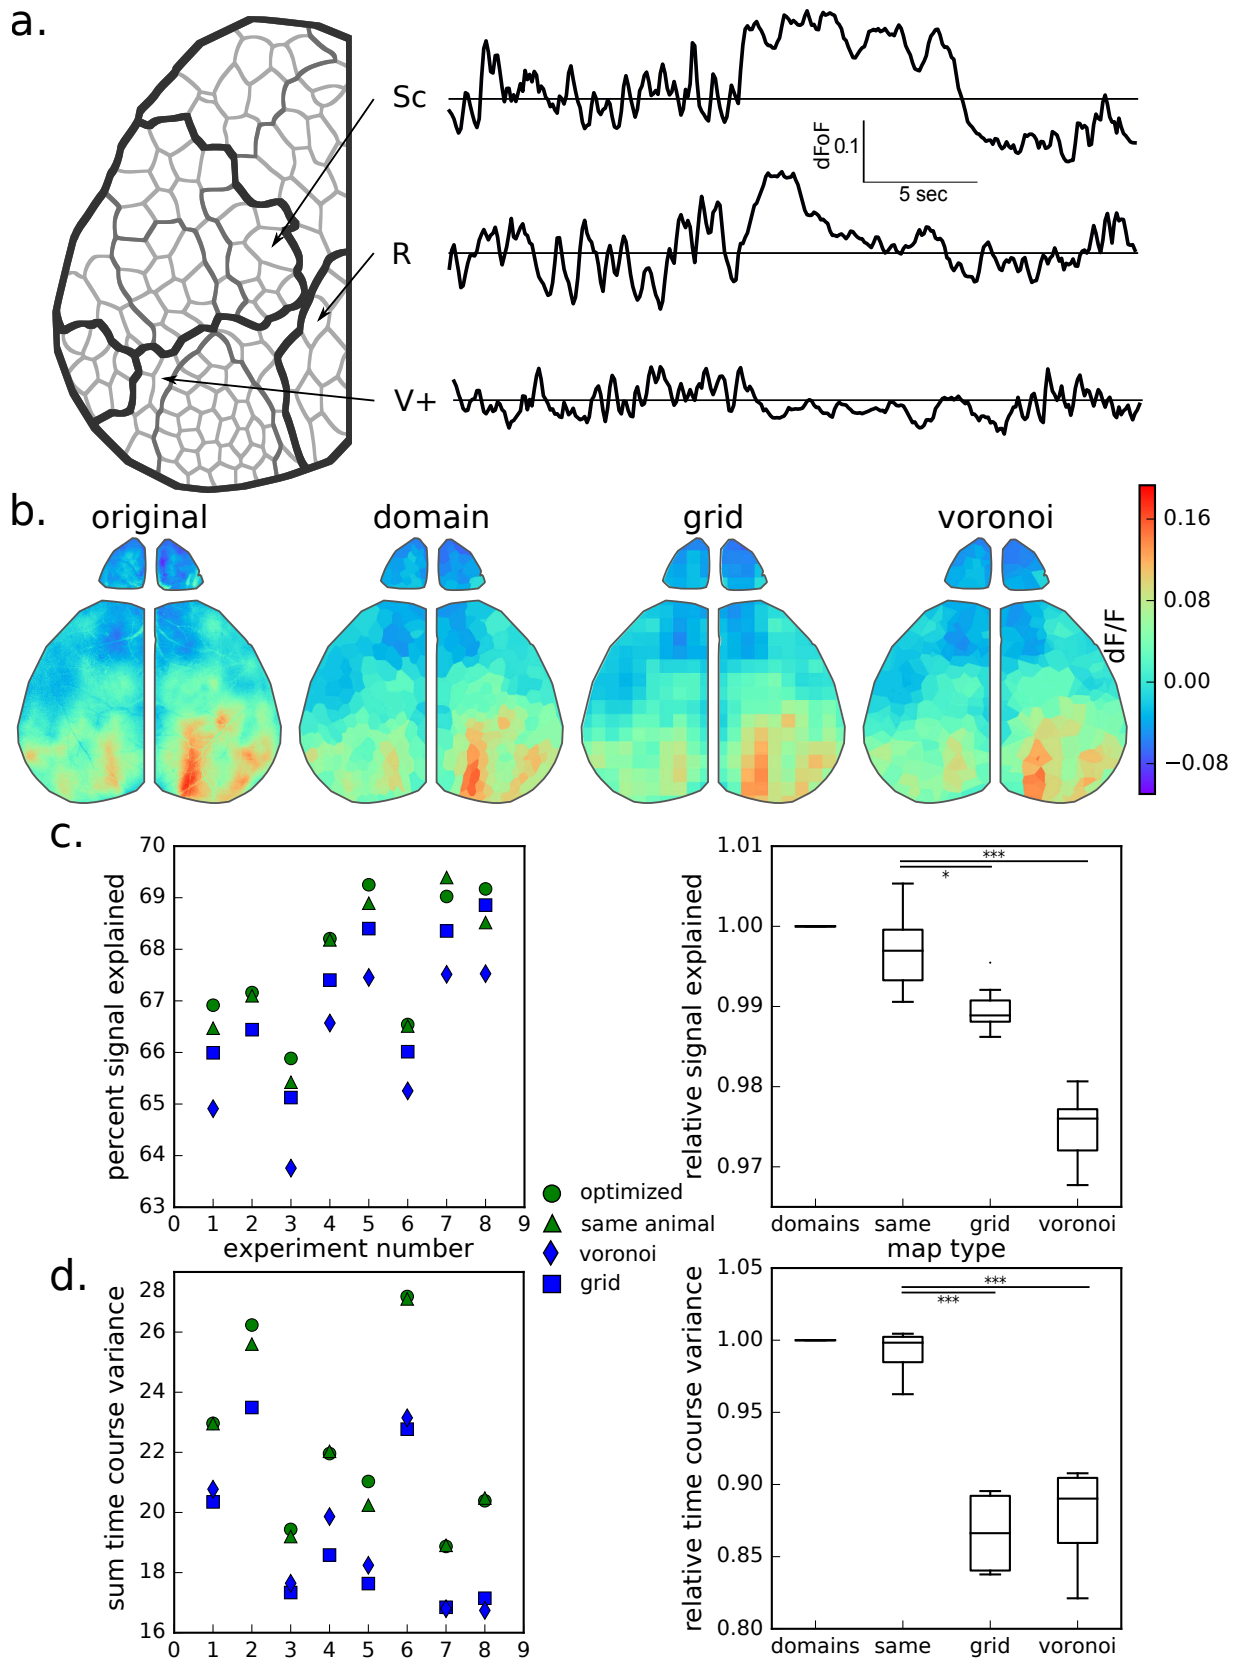 a.
Sc
dFoF
0.1
5 sec
R
V+
b.
original
domain
grid
voronoi
0.16
0.08
0.00
−0.08
dF/F
c.
percent signal explained
70
69
68
67
66
65
64
63
0 1 2 3 4 5 6 7 8 9
experiment number
relative signal explained
1.01
1.00
0.99
0.98
0.97
***
*
domains same grid voronoi
map type
optimized
same animal
voronoi
grid
d.
sum time course variance
28
26
24
22
20
18
16
0 1 2 3 4 5 6 7 8 9
relative time course variance
1.05
1.00
0.95
0.90
0.85
0.80
***
***
domains same grid voronoi